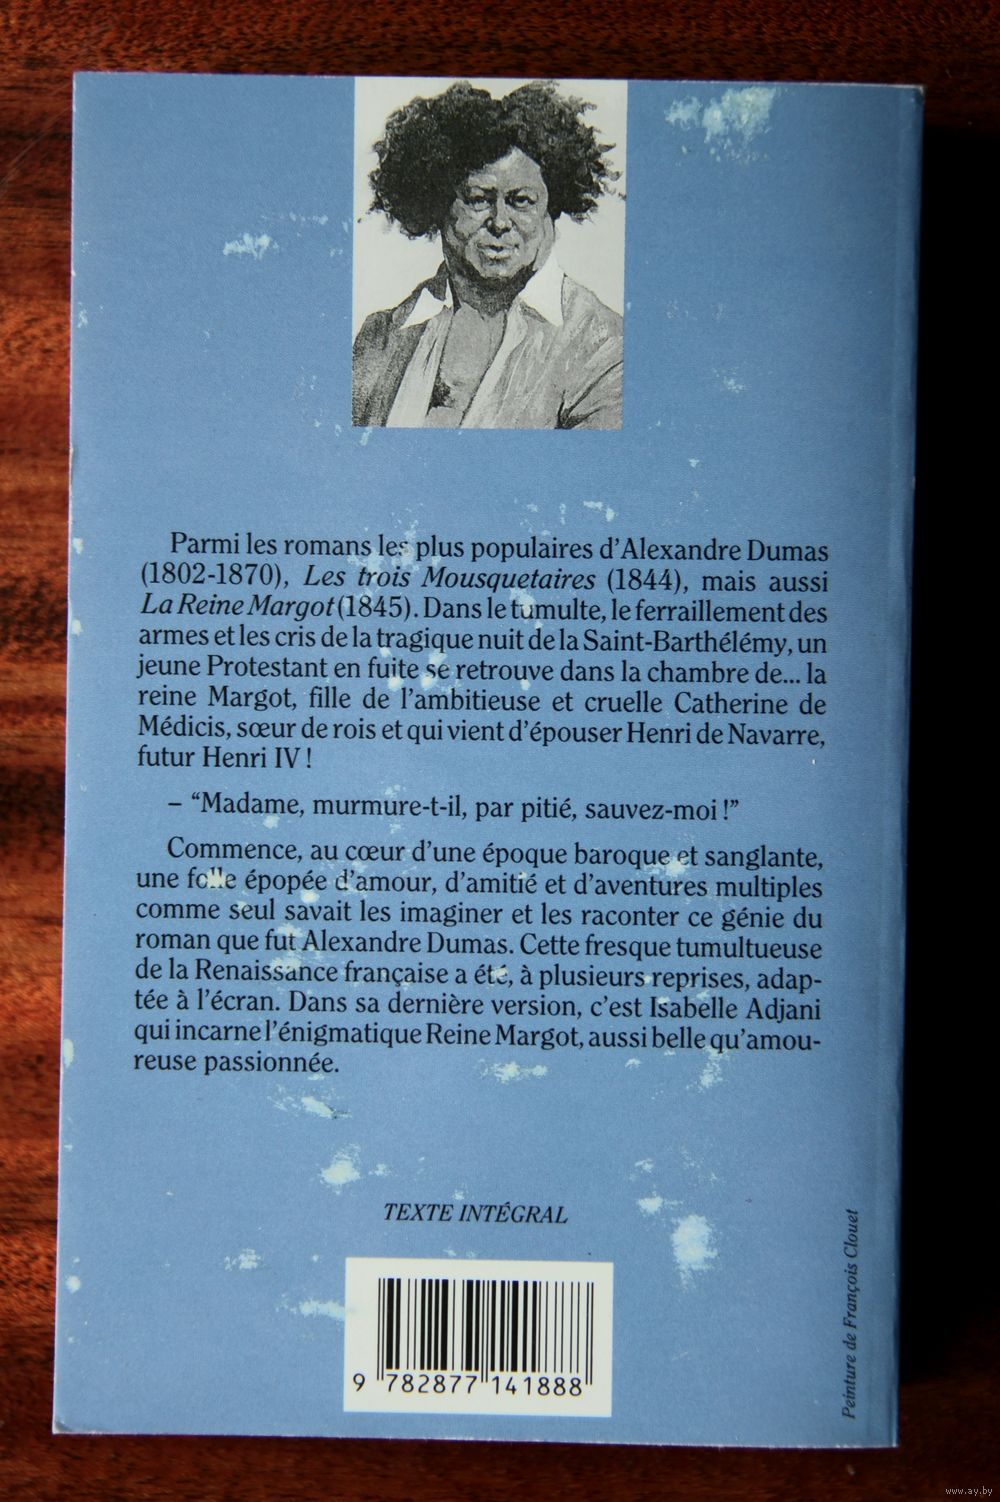 Parmi les romans les plus populaires d’Alexandre Dumas
(1802-1870), Les trois Mousquetaires (1844), mais aussi
La Reine Margot (1845). Dans le tumulte, le ferraillement des
armes et les cris de la tragique nuit de la Saint-Barthélémy, un
jeune Protestant en fuite se retrouve dans la chambre de... la
reine Margot, fille de l’ambitieuse et cruelle Catherine de
Médicis, sœur de rois et qui vient d’épouser Henri de Navarre,
futur Henri IV !
– “Madame, murmure-t-il, par pitié, sauvez-moi !”
Commence, au cœur d’une époque baroque et sanglante,
une folle épopée d’amour, d’amitié et d’aventures multiples
comme seul savait les imaginer et les raconter ce génie du
roman que fut Alexandre Dumas. Cette fresque tumultueuse
de la Renaissance française a été, à plusieurs reprises, adap-
tée à l’écran. Dans sa dernière version, c’est Isabelle Adjani
qui incarne l’énigmatique Reine Margot, aussi belle qu’amou-
reuse passionnée.
TEXTE INTÉGRAL
9 782877 141888
Peinture de François Clouet
www.ay.by